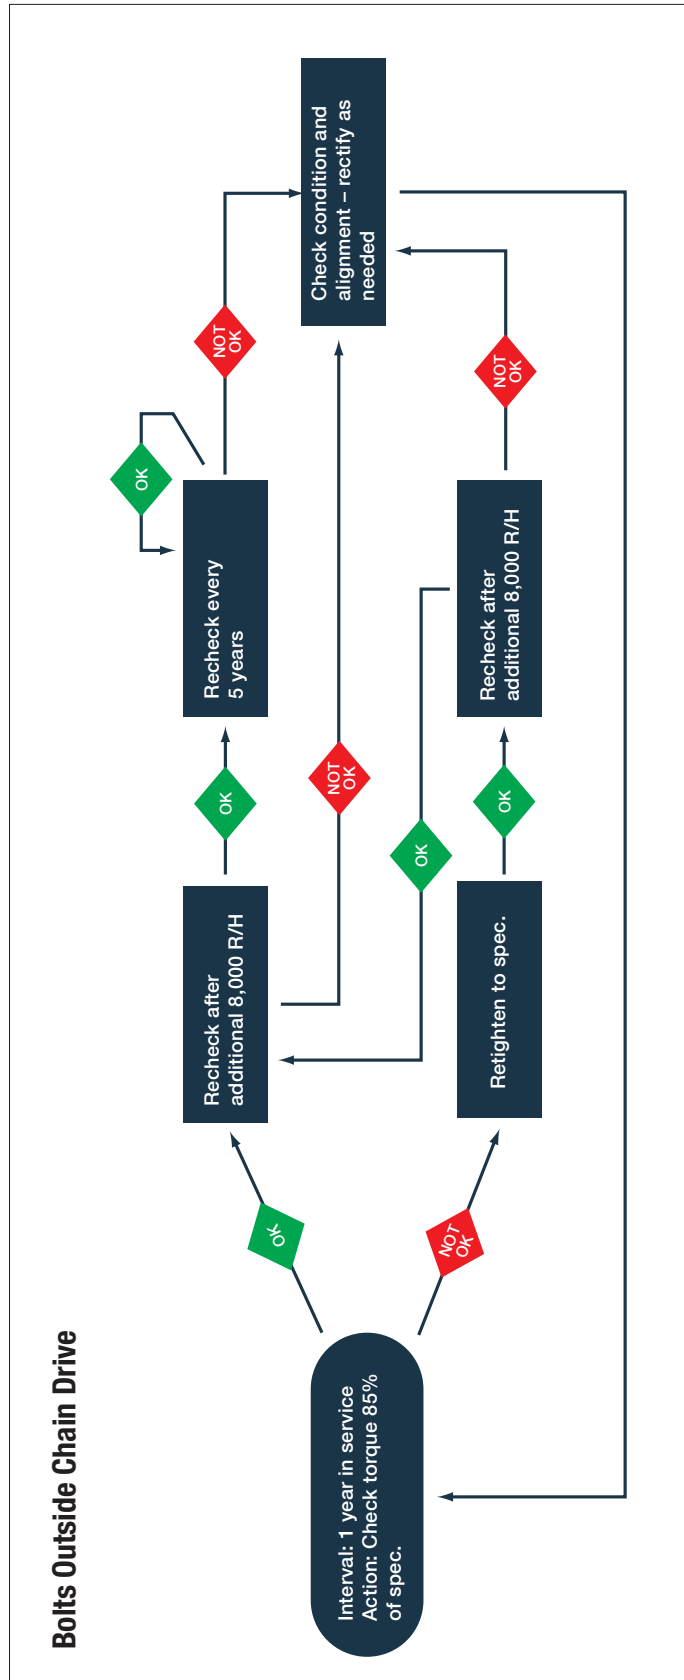 Bolts Outside Chain Drive
Interval: 1 year in service
Action: Check torque 85%
of spec.
OK
NOT
OK
Recheck after
additional 8,000 R/H
Retighten to spec.
OK
NOT
OK
OK
OK
Recheck every
5 years
Recheck after
additional 8,000 R/H
OK
NOT
OK
NOT
OK
Check condition and
alignment – rectify as
needed